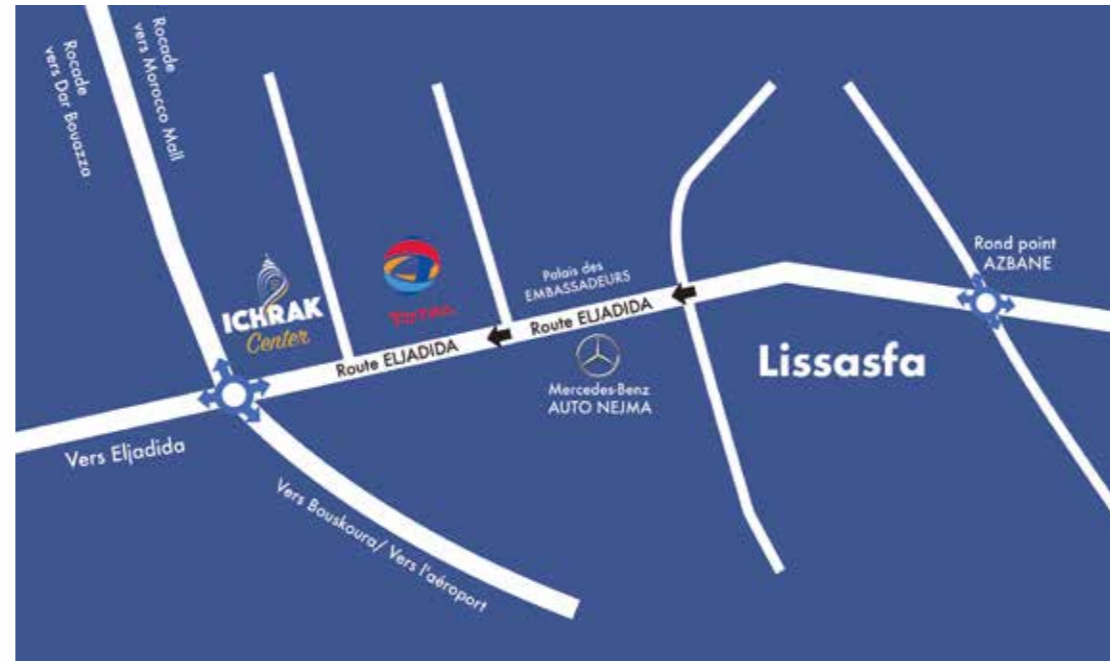 Rocade
vers Dar Bouazza
Rocade
vers Morocco Mall
ICHRAK
Center
TOTAL
Palais des
EMBASSADEURS
Route ELJADIDA
Route ELJADIDA
Mercedes-Benz
AUTO NEJMA
Rond point
AZBANE
Lissasfa
Vers Eljadida
Vers Bouskoura/ Vers l'aéroport